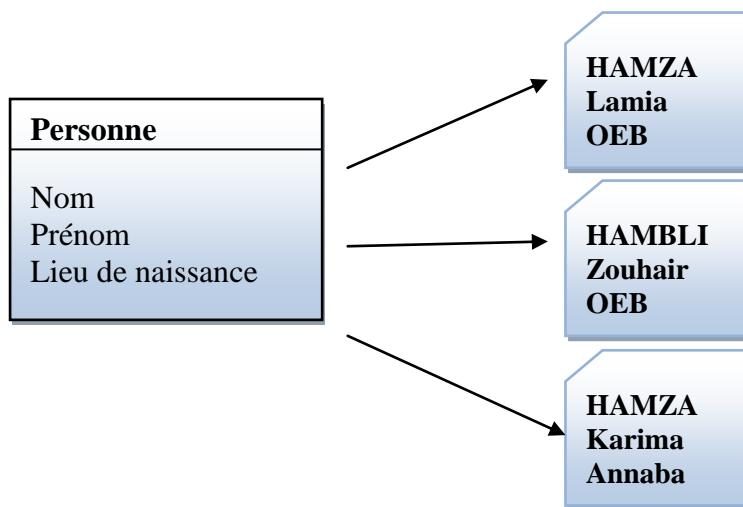 Personne
Nom
Prénom
Lieu de naissance
HAMZA
Lamia
OEB
HAMBLI
Zouhair
OEB
HAMZA
Karima
Annaba